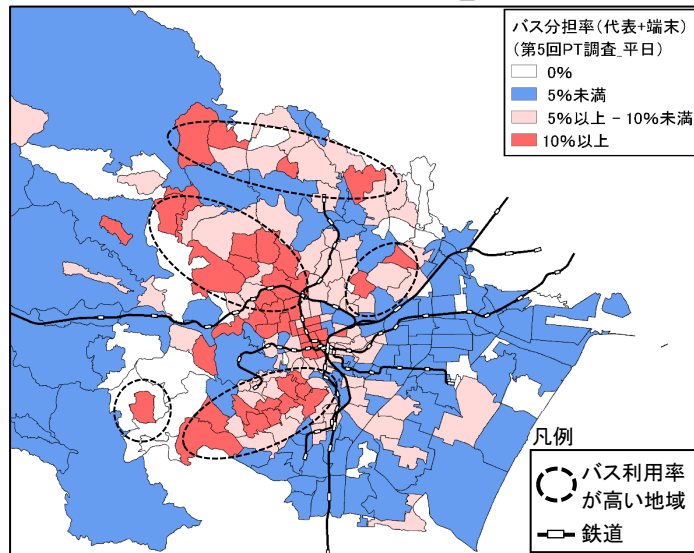 バス分担率(代表+端末)
(第5回PT調査_平日)
0%
5%未満
5%以上 - 10%未満
10%以上
凡例
バス利用率
が高い地域
鉄道